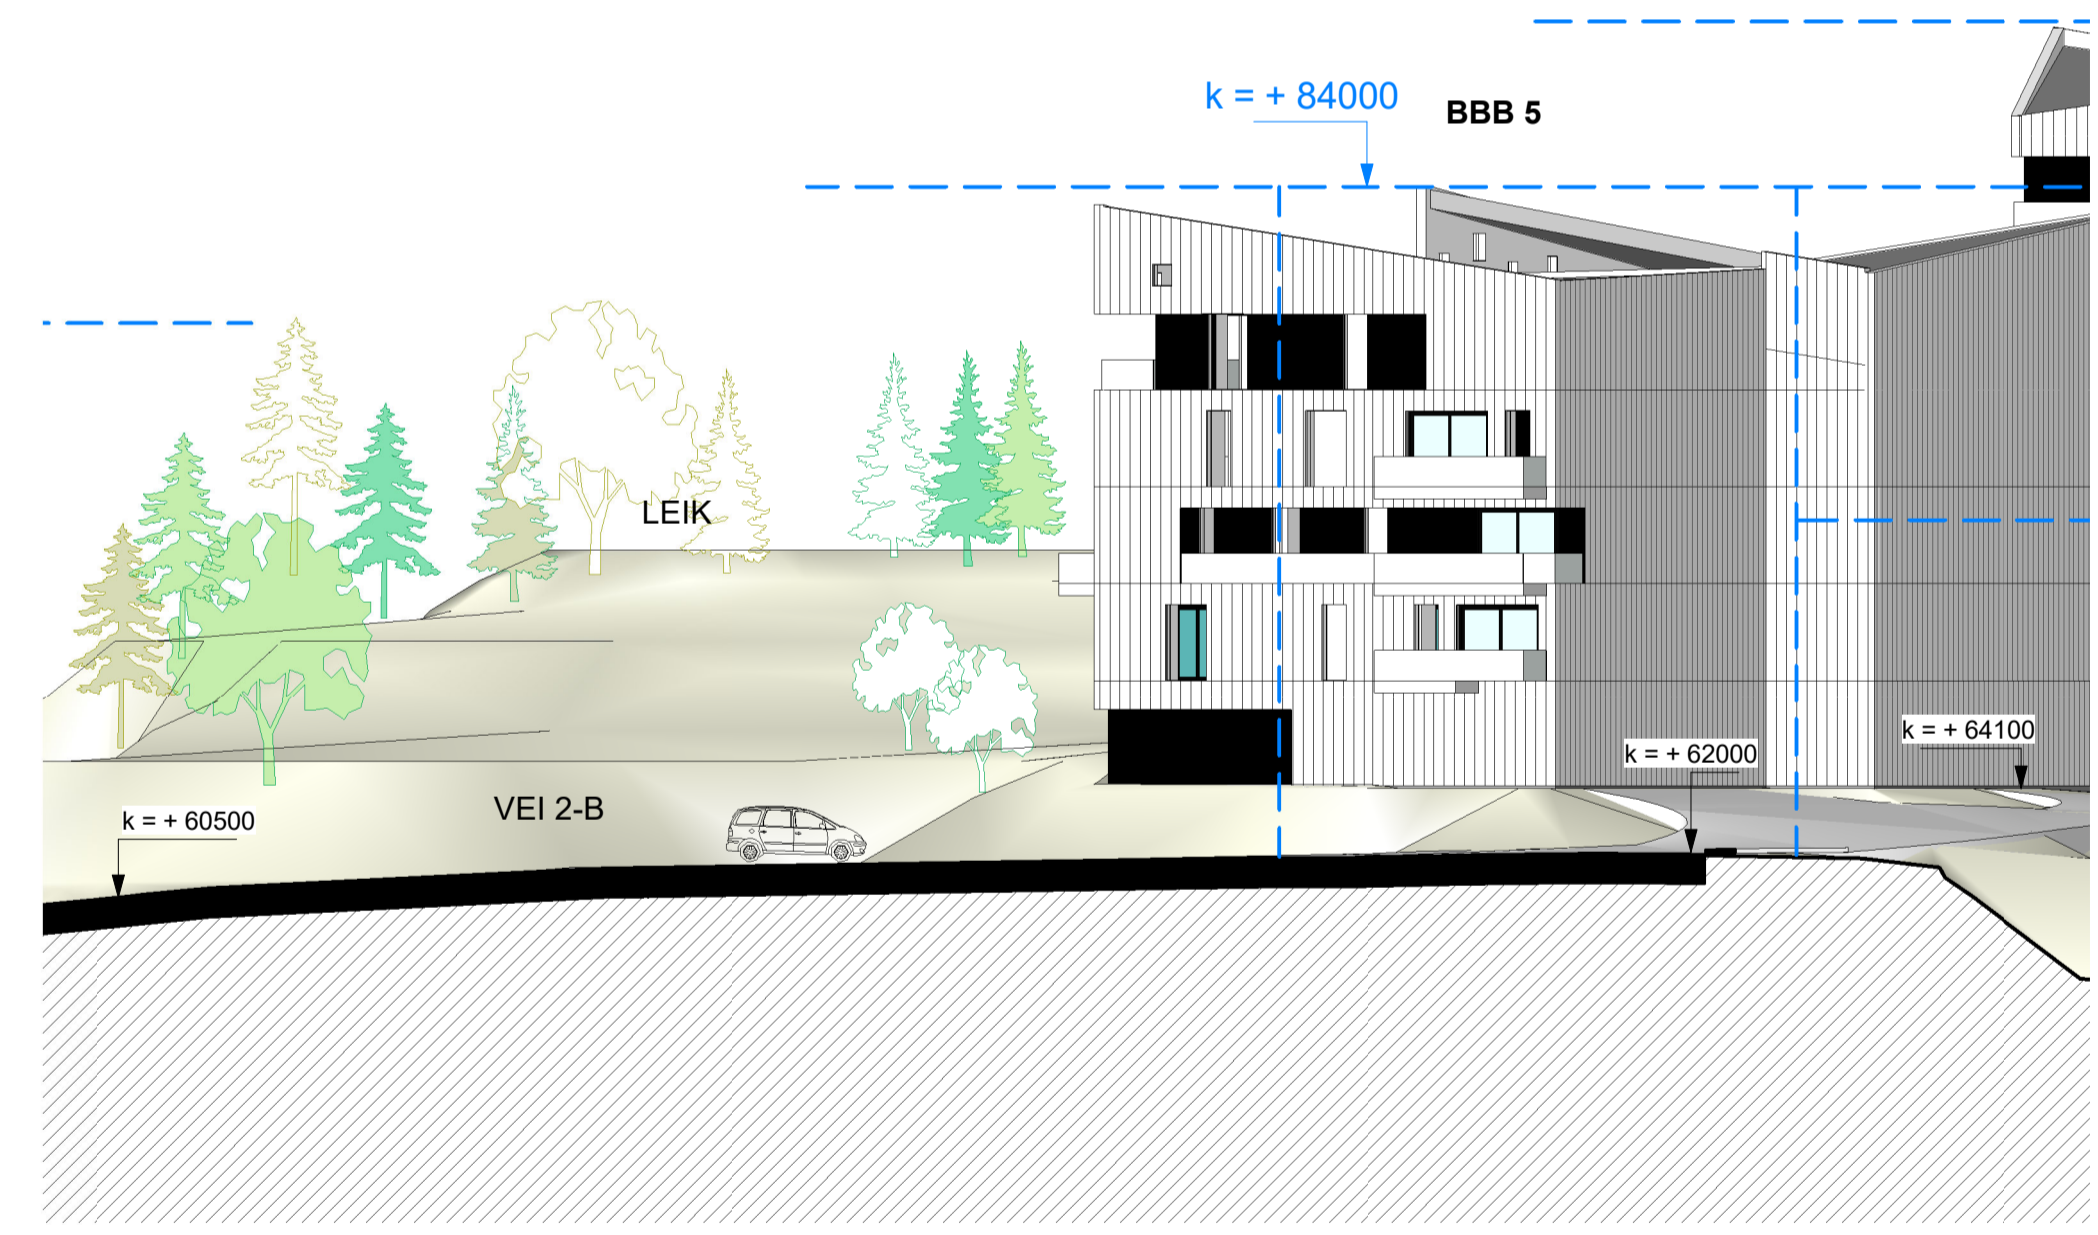 k = + 84000
BBB 5
LEIK
k = + 64100
k = + 62000
VEI 2-B
k = + 60500